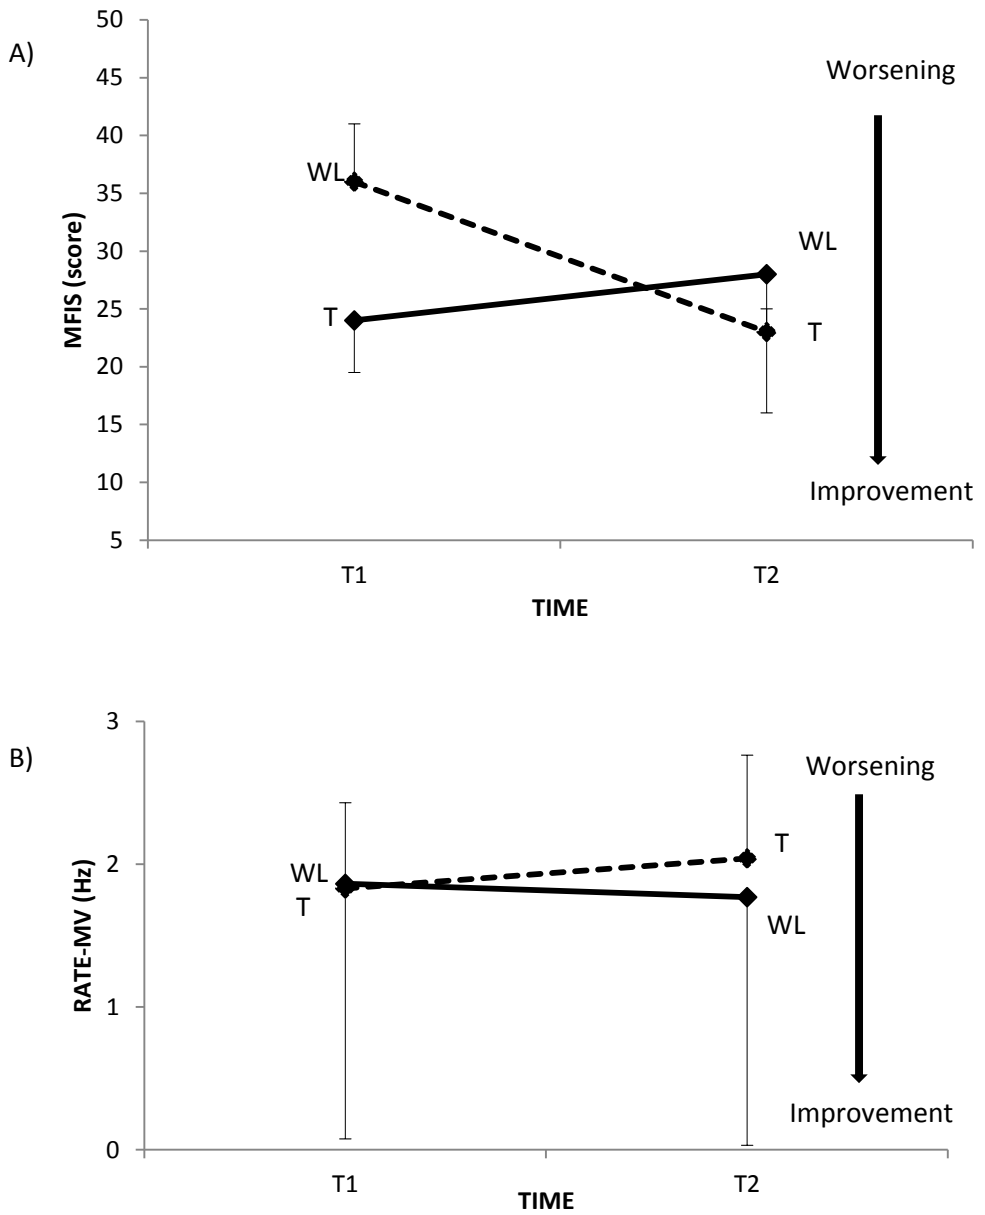 A)
50
45
40
35
30
25
20
15
10
5
MFIS (score)
WL
T
WL
T
Worsening
Improvement
T1
T2
TIME
B)
3
2
1
0
RATE-MV (Hz)
WL
T
T
WL
Worsening
Improvement
T1
T2
TIME